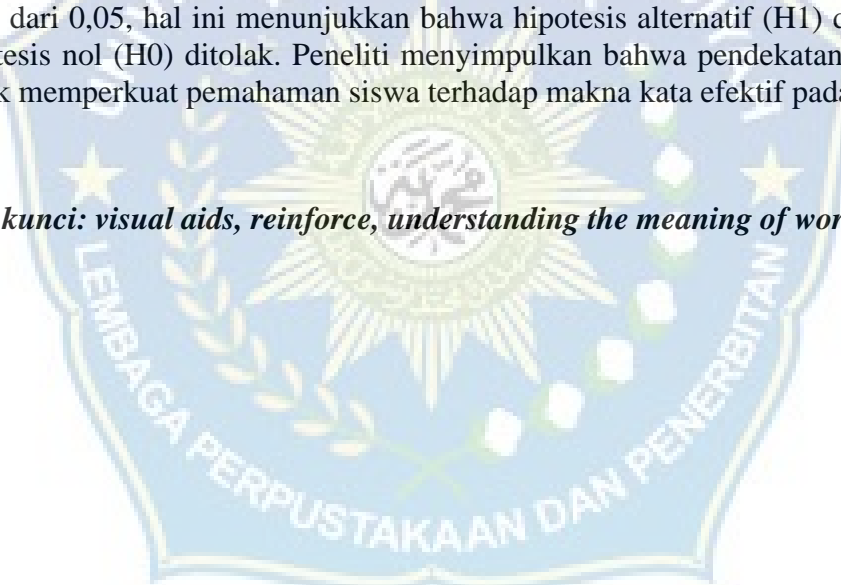 dari 0,05, hal ini menunjukkan bahwa hipotesis alternatif (H1)
tesis nol (H0) ditolak. Peneliti menyimpulkan bahwa pendekatan
k memperkuat pemahaman siswa terhadap makna kata efektif pada
kunci: visual aids, reinforce, understanding the meaning of wor
LEMBAGA PERPUSTAKAAN DAN PENERBITAN